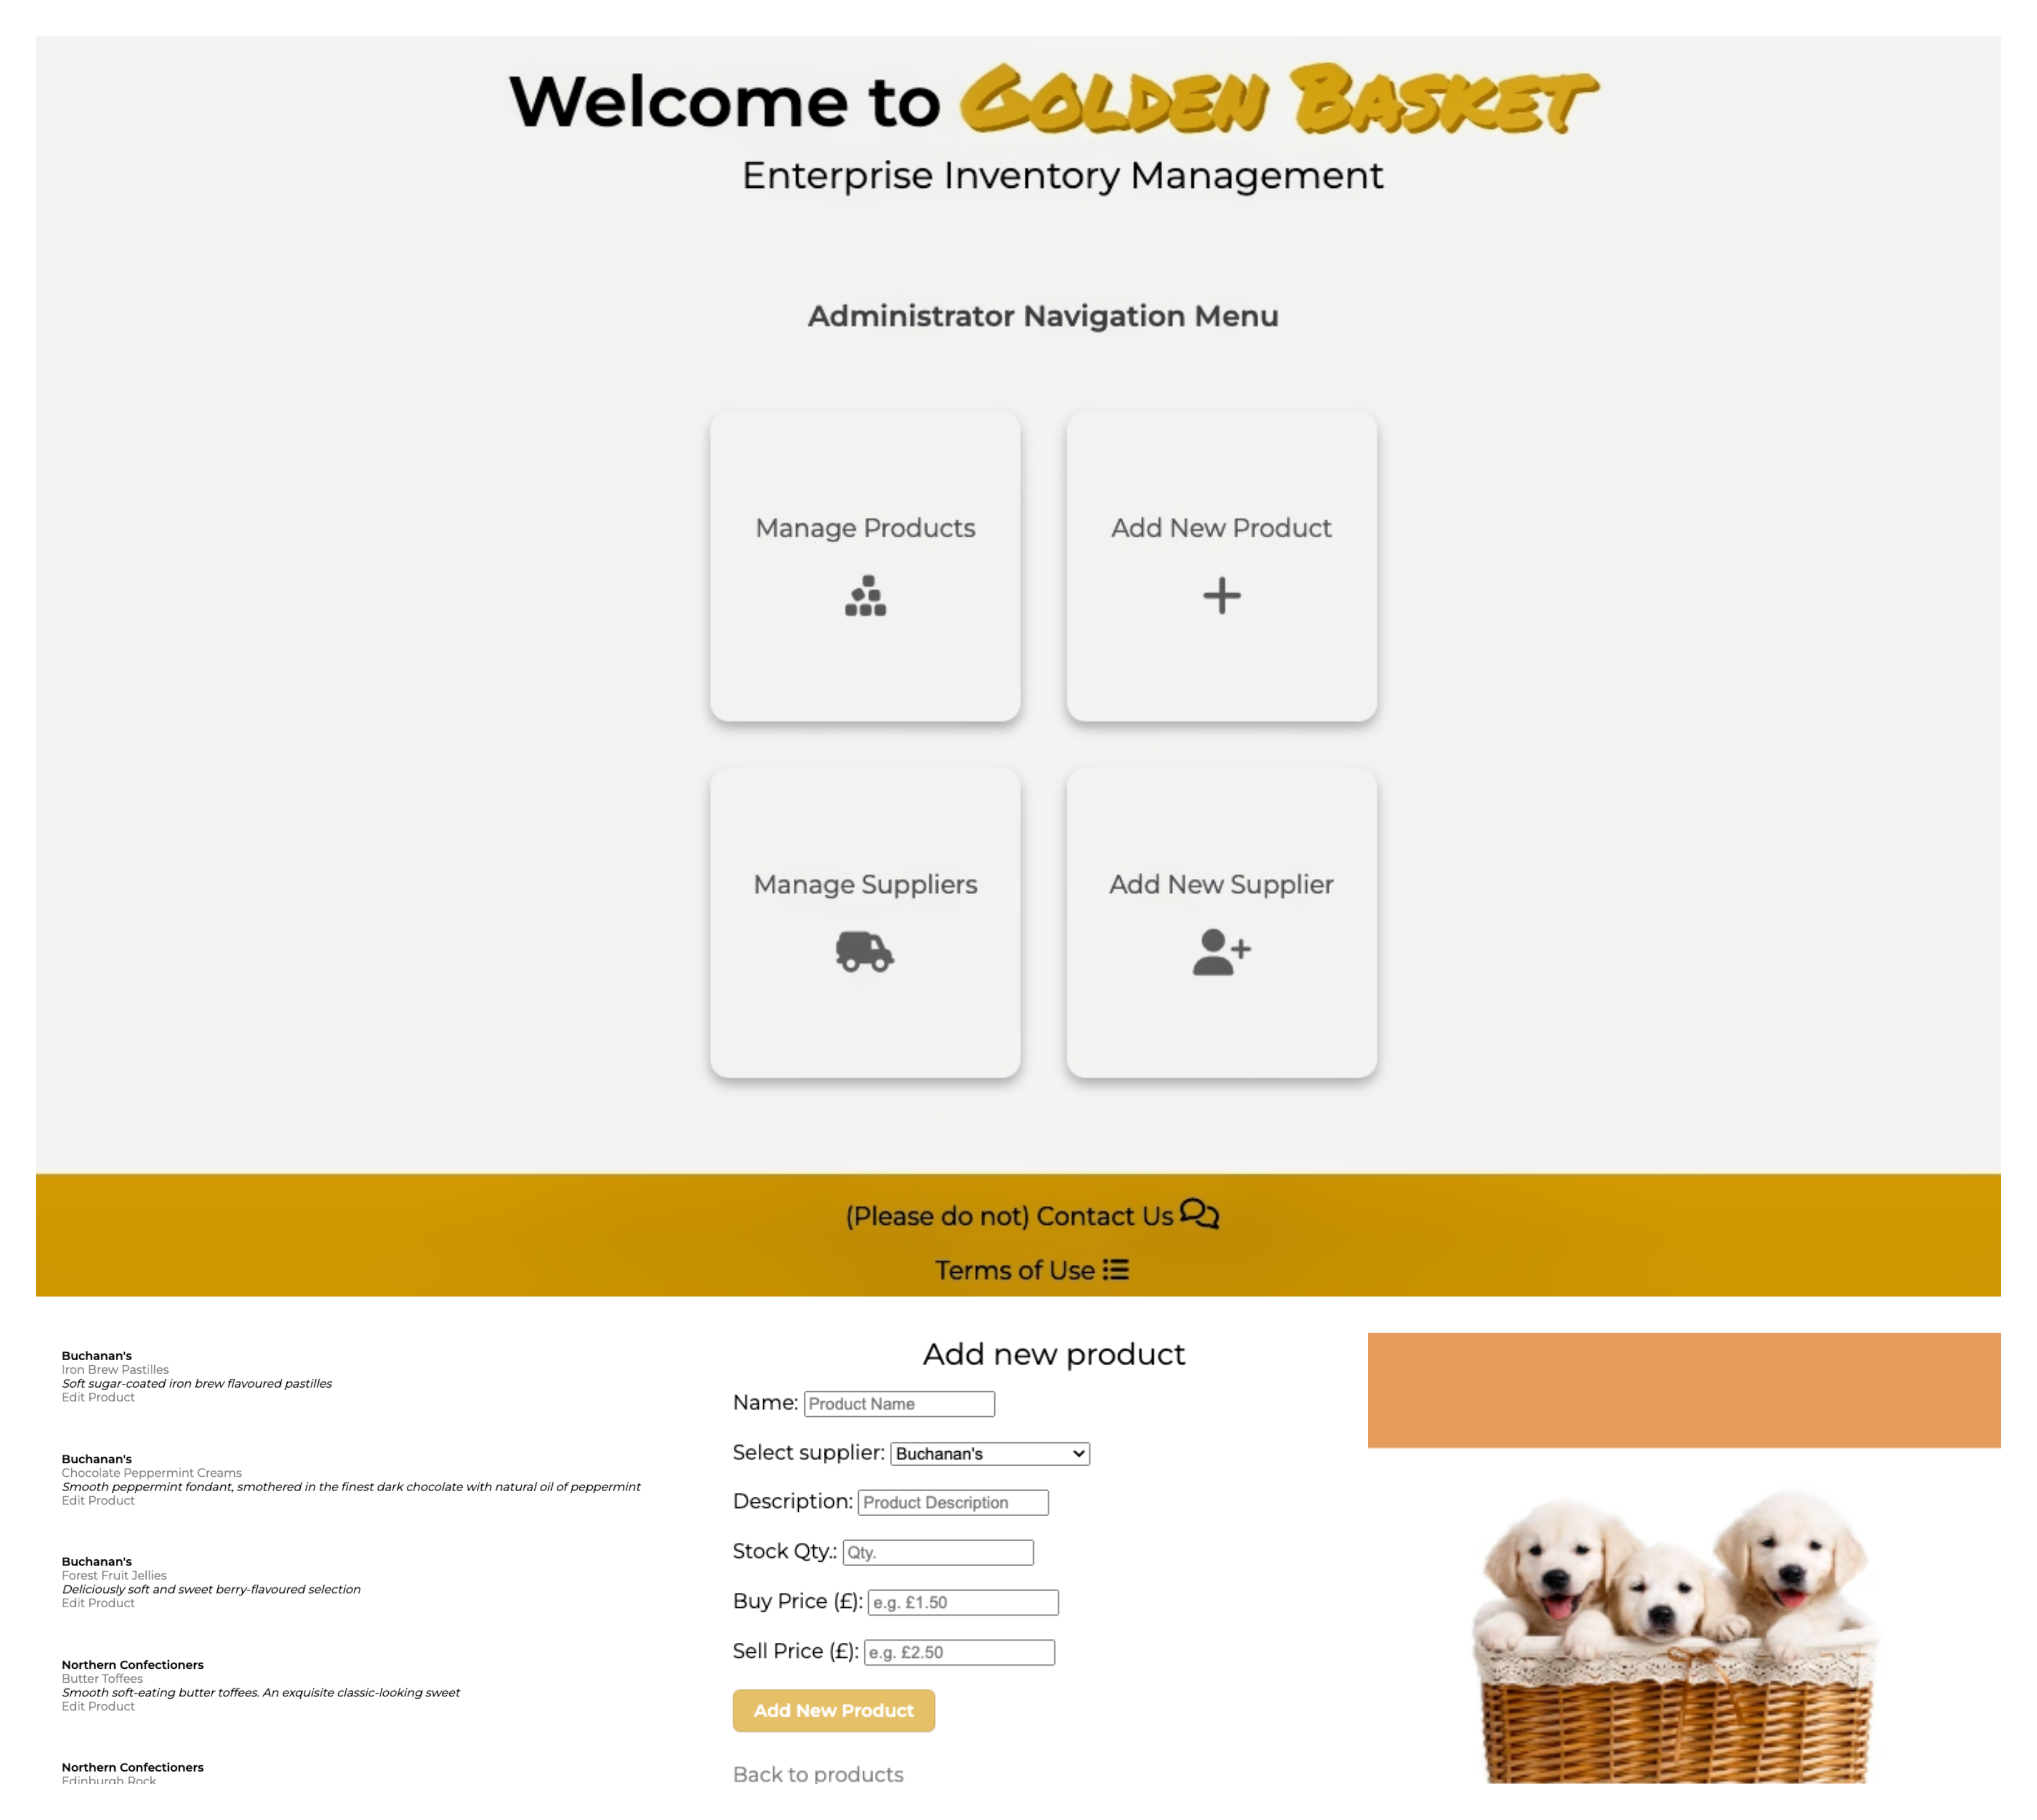 Welcome to Golden Basket
Enterprise Inventory Management
Administrator Navigation Menu
Manage Products
Add New Product
Manage Suppliers
Add New Supplier
(Please do not) Contact Us
Terms of Use
Buchanan's
Iron Brew Pastilles
Soft sugar-coated iron brew flavoured pastilles
Edit Product
Buchanan's
Chocolate Peppermint Creams
Smooth peppermint fondant, smothered in the finest dark chocolate with natural oil of peppermint
Edit Product
Buchanan's
Forest Fruit Jellies
Deliciously soft and sweet berry-flavoured selection
Edit Product
Northern Confectioners
Butter Toffees
Smooth soft-eating butter toffees. An exquisite classic-looking sweet
Edit Product
Northern Confectioners
Edinburgh Rock
Add new product
Name: Product Name
Select supplier: Buchanan's
Description: Product Description
Stock Qty.: Qty.
Buy Price (£): e.g. £1.50
Sell Price (£): e.g. £2.50
Add New Product
Back to products